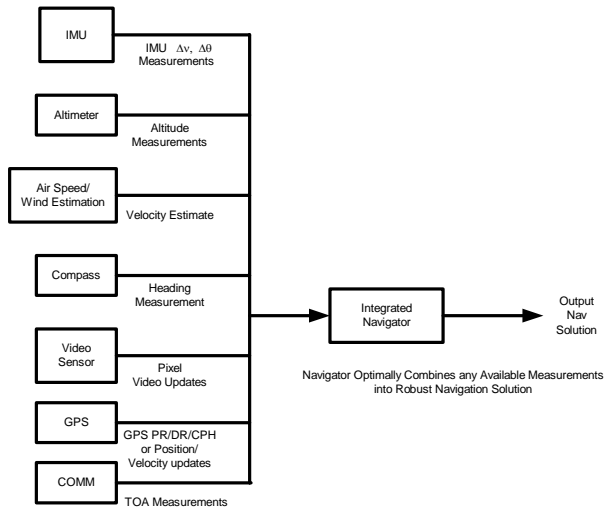 IMU
IMU Δν, Δθ
Measurements
Altimeter
Altitude
Measurements
Air Speed/
Wind Estimation
Velocity Estimate
Compass
Heading
Measurement
Integrated
Navigator
Output
Nav
Solution
Video
Sensor
Pixel
Video Updates
Navigator Optimally Combines any Available Measurements
into Robust Navigation Solution
GPS
GPS PR/DR/CPH
or Position/
Velocity updates
COMM
TOA Measurements